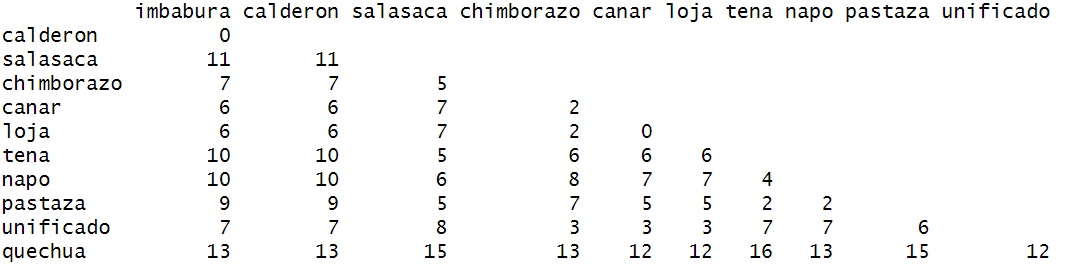 imbabura calderon salasaca chimborazo canar loja tena napo pastaza unificado
calderon 0
salasaca 11 11
chimborazo 7 7 5
canar 6 6 7 2
loja 6 6 7 2 0
tena 10 10 5 6 6 6
napo 10 10 6 8 7 7 4
pastaza 9 9 5 7 5 5 2 2
unificado 7 7 8 3 3 3 7 7 6
quechua 13 13 15 13 12 12 16 13 15 12